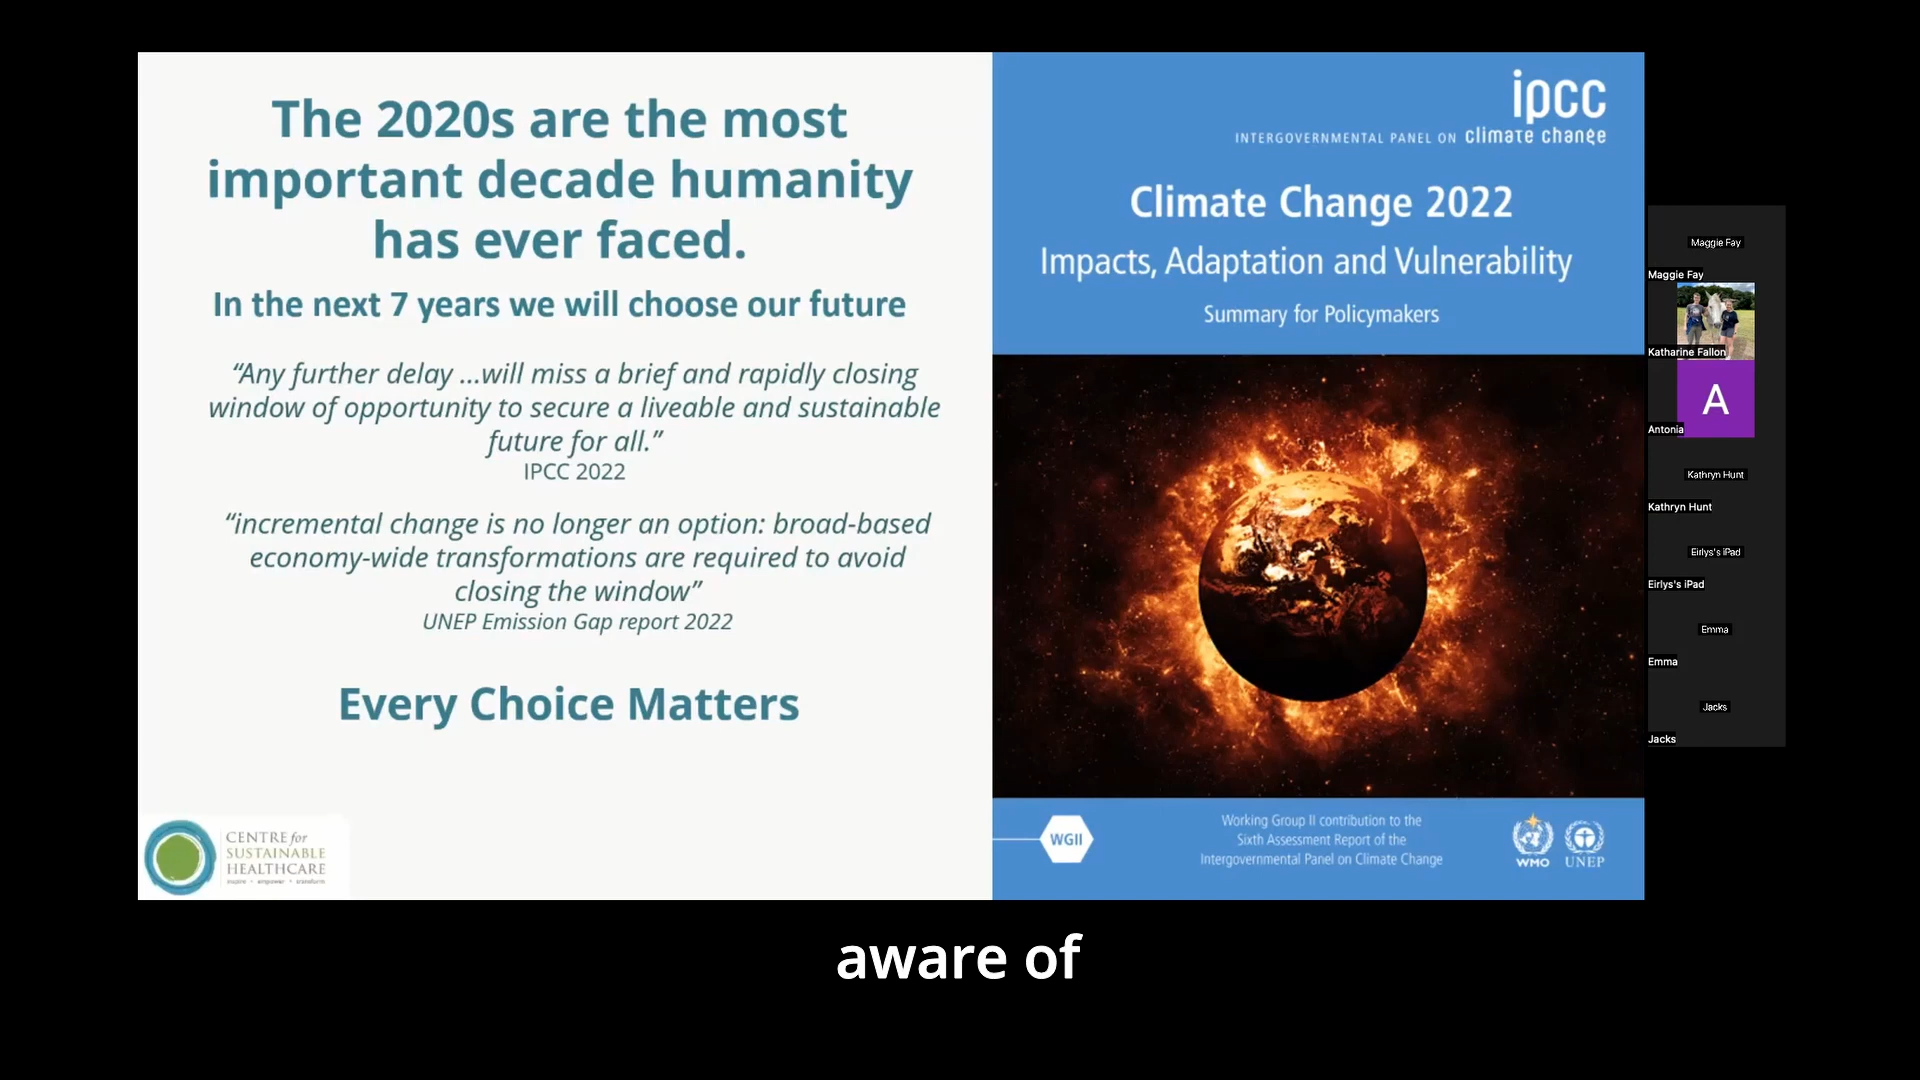 The 2020s are the most
important decade humanity
has ever faced.
In the next 7 years we will choose our future
“Any further delay ...will miss a brief and rapidly closing
window of opportunity to secure a liveable and sustainable
future for all.”
IPCC 2022
“incremental change is no longer an option: broad-based
economy-wide transformations are required to avoid
closing the window”
UNEP Emission Gap report 2022
Every Choice Matters
CENTRE for
SUSTAINABLE
HEALTHCARE
inspire • empower • transform
ipcc
INTERGOVERNMENTAL PANEL ON climate change
Climate Change 2022
Impacts, Adaptation and Vulnerability
Summary for Policymakers
WGII
Working Group II contribution to the
Sixth Assessment Report of the
Intergovernmental Panel on Climate Change
WMO
UNEP
Maggie Fay
Maggie Fay
Katharine Fallon
A
Antonia
Kathryn Hunt
Kathryn Hunt
Eirlys's iPad
Eirlys's iPad
Emma
Emma
Jacks
Jacks
aware of